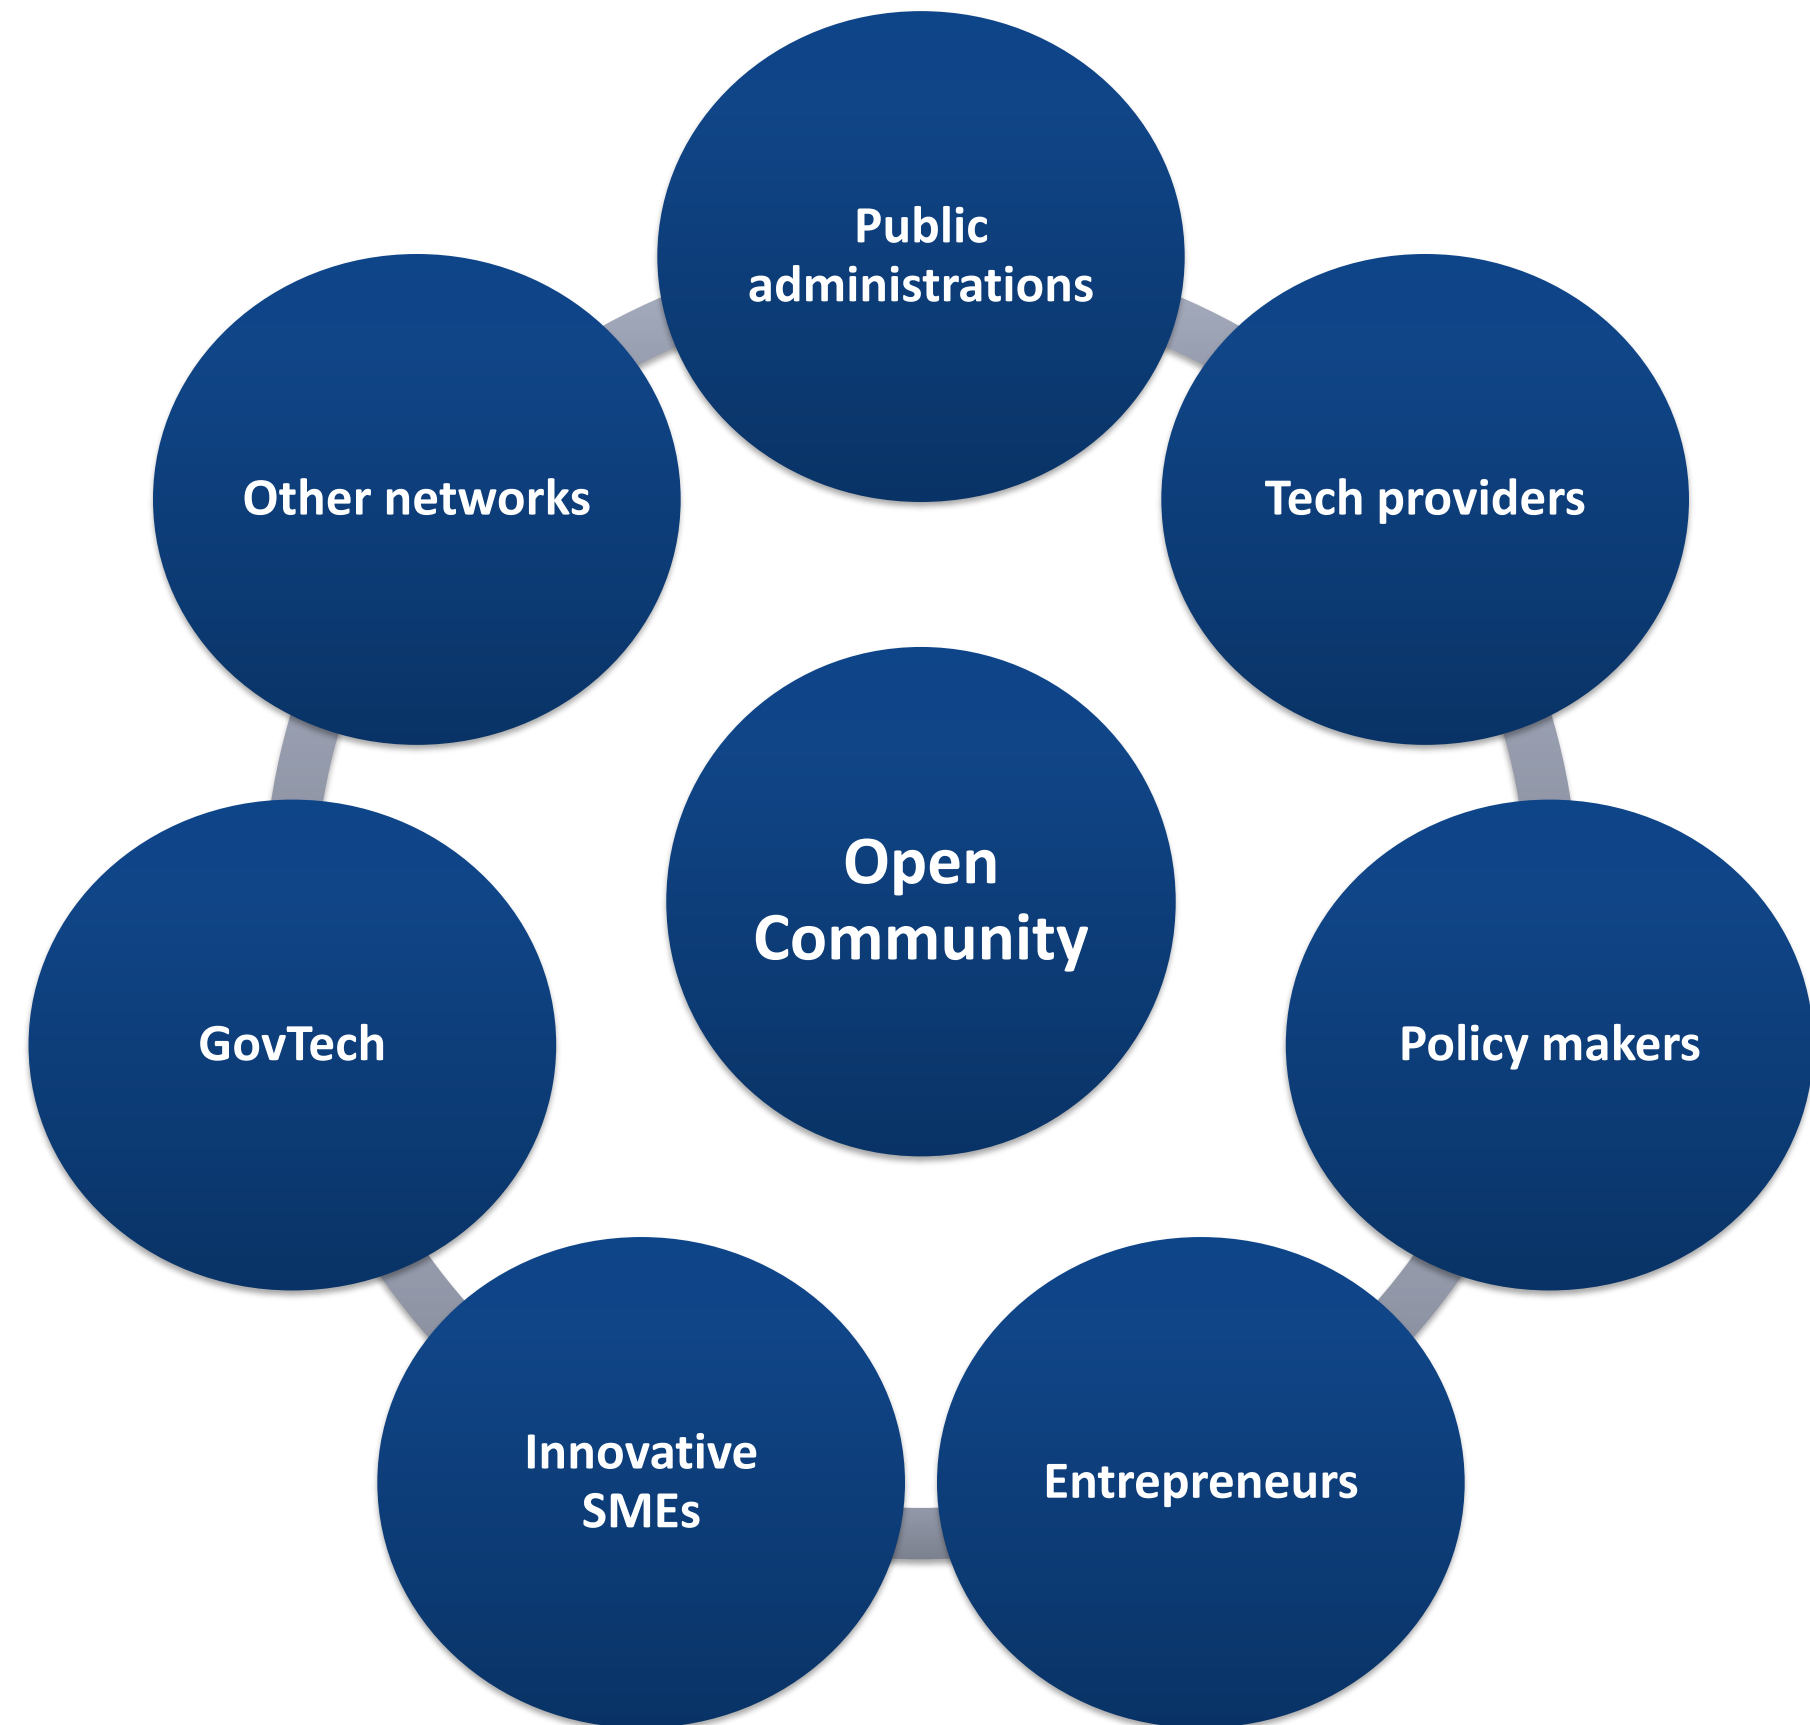 Public
administrations
Other networks
Tech providers
Open
Community
GovTech
Policy makers
Innovative
SMEs
Entrepreneurs